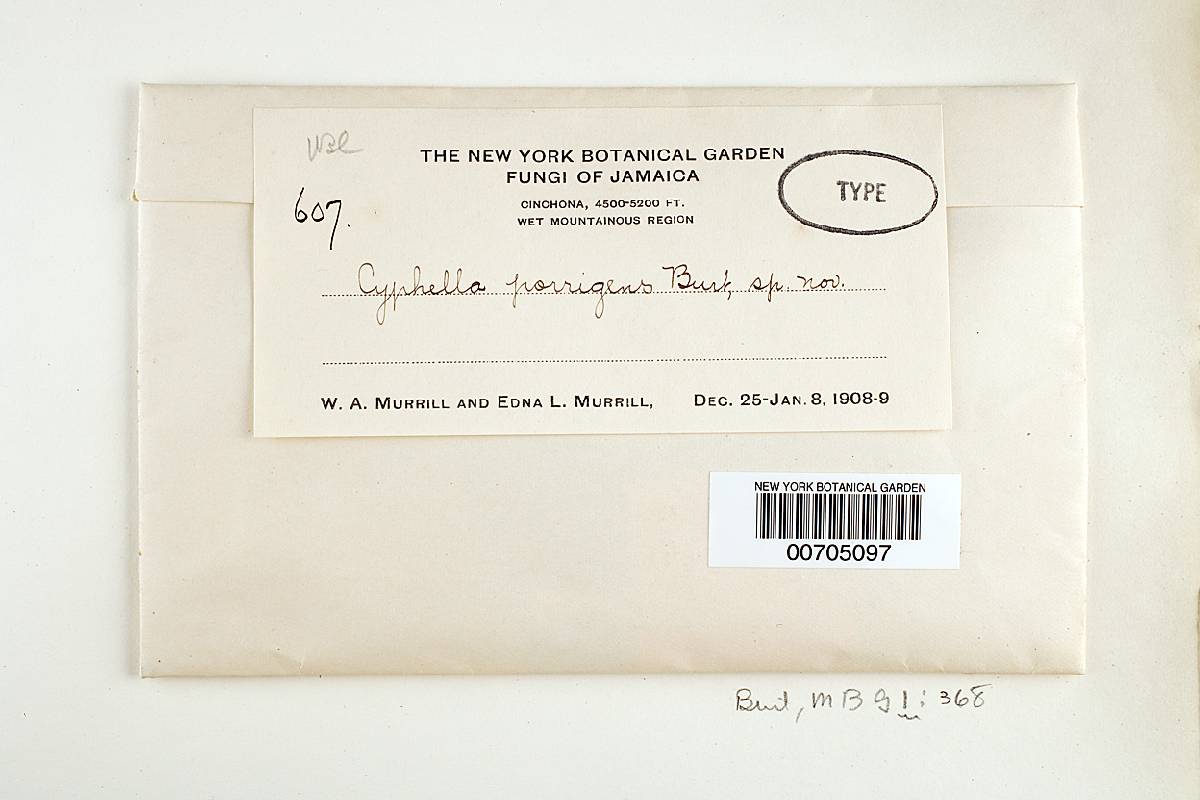 THE NEW YORK BOTANICAL GARDEN
FUNGI OF JAMAICA
CINCHONA, 4500-5200 FT.
WET MOUNTAINOUS REGION
TYPE
607.
Cyphella porrigens Burt, sp. nov.
W. A. MURRILL AND EDNA L. MURRILL, DEC. 25-JAN. 8, 1908-9
NEW YORK BOTANICAL GARDEN
00705097
Burt, M B G 1: 368